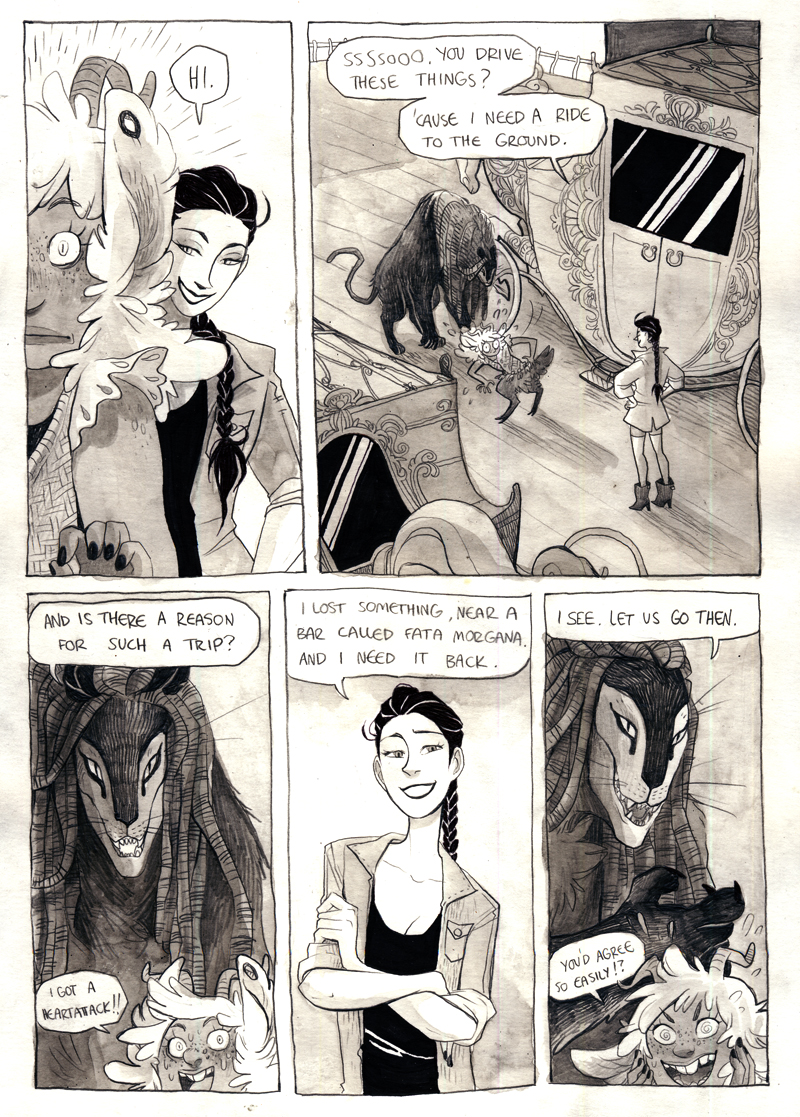 HI.
SSSSOOO. YOU DRIVE
THESE THINGS?
'CAUSE I NEED A RIDE
TO THE GROUND.
AND IS THERE A REASON
FOR SUCH A TRIP?
I GOT A
HEARTATTACK!!
I LOST SOMETHING, NEAR A
BAR CALLED FATA MORGANA.
AND I NEED IT BACK.
I SEE. LET US GO THEN.
YOU'D AGREE
SO EASILY!?